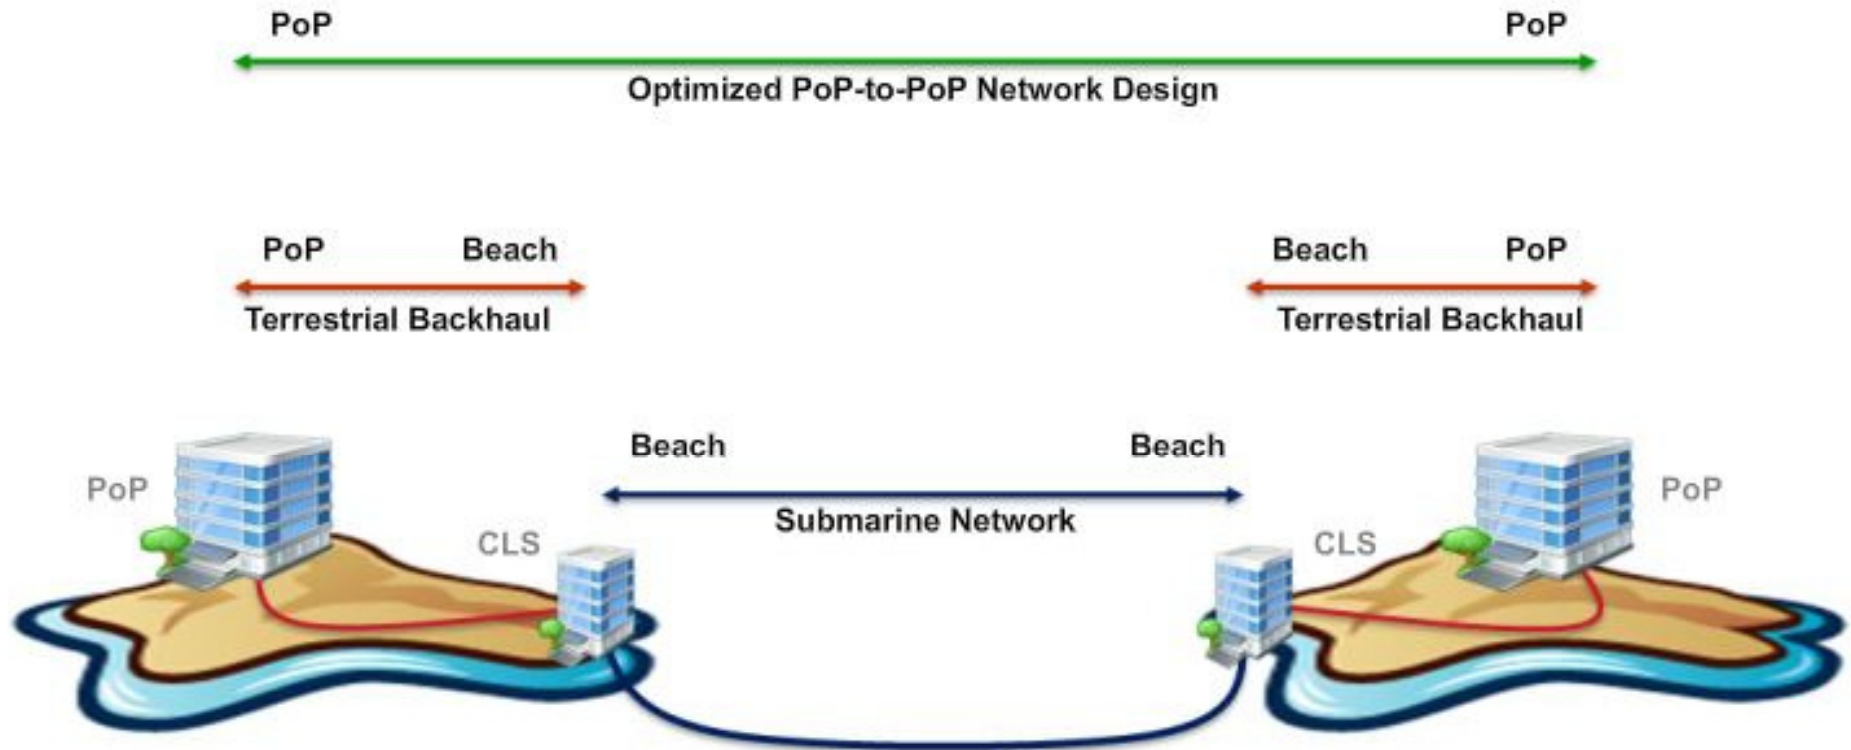 PoP PoP
Optimized PoP-to-PoP Network Design
PoP Beach Beach PoP
Terrestrial Backhaul Terrestrial Backhaul
Beach Beach
PoP PoP
Submarine Network
CLS CLS